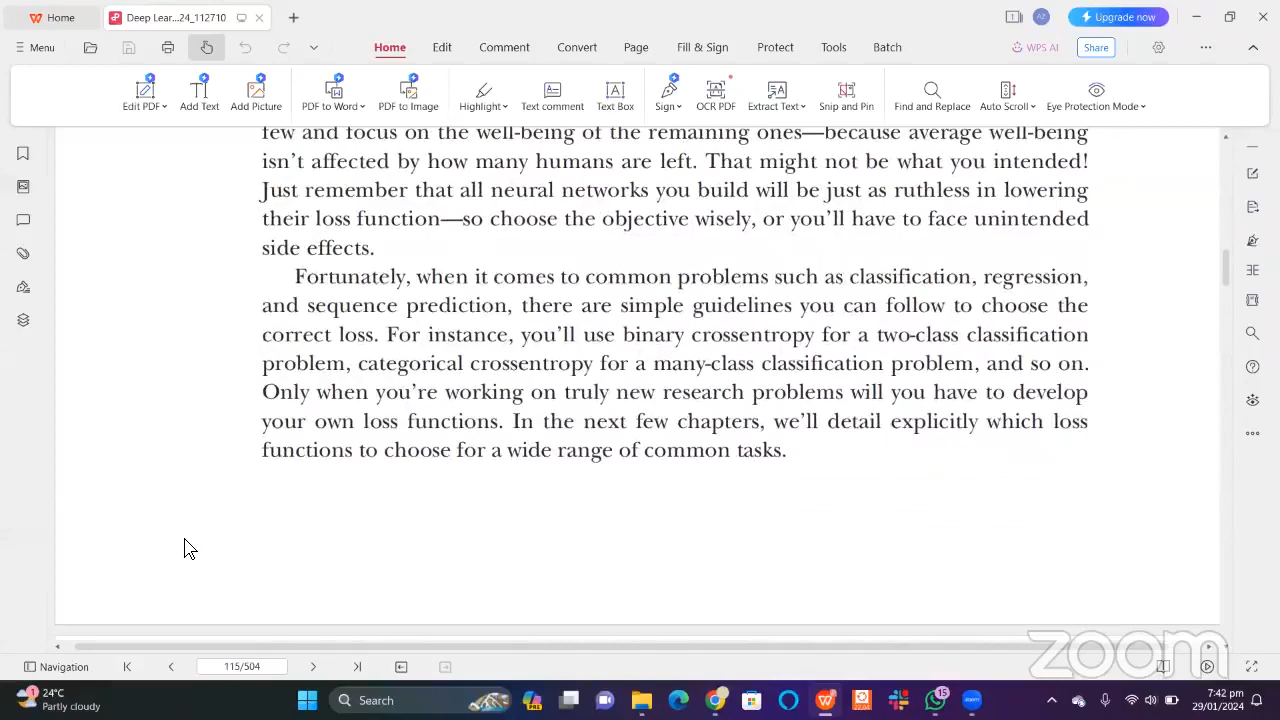 Home
Deep Lear...24_112710
AZ
Upgrade now
Menu
Home
Edit
Comment
Convert
Page
Fill & Sign
Protect
Tools
Batch
WPS AI
Share
Edit PDF
Add Text
Add Picture
PDF to Word
PDF to Image
Highlight
Text comment
Text Box
Sign
OCR PDF
Extract Text
Snip and Pin
Find and Replace
Auto Scroll
Eye Protection Mode
few and focus on the well-being of the remaining ones—because average well-being
isn't affected by how many humans are left. That might not be what you intended!
Just remember that all neural networks you build will be just as ruthless in lowering
their loss function—so choose the objective wisely, or you'll have to face unintended
side effects.
Fortunately, when it comes to common problems such as classification, regression,
and sequence prediction, there are simple guidelines you can follow to choose the
correct loss. For instance, you'll use binary crossentropy for a two-class classification
problem, categorical crossentropy for a many-class classification problem, and so on.
Only when you're working on truly new research problems will you have to develop
your own loss functions. In the next few chapters, we'll detail explicitly which loss
functions to choose for a wide range of common tasks.
zoom
Navigation
115/504
1
24°C
Partly cloudy
Search
15
7:42 pm
29/01/2024